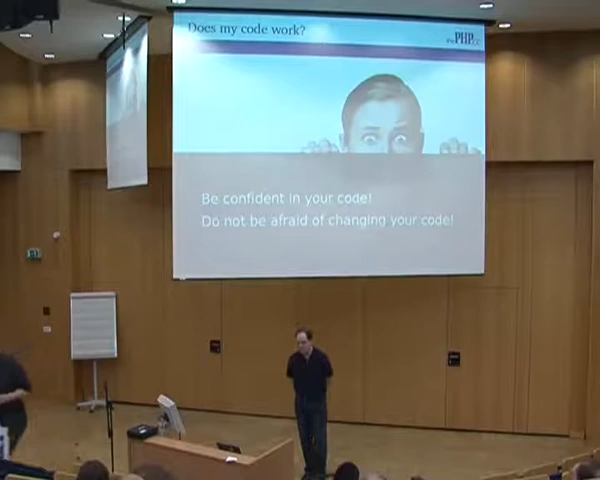 Does my code work?
thePHP.cc
Be confident in your code!
Do not be afraid of changing your code!